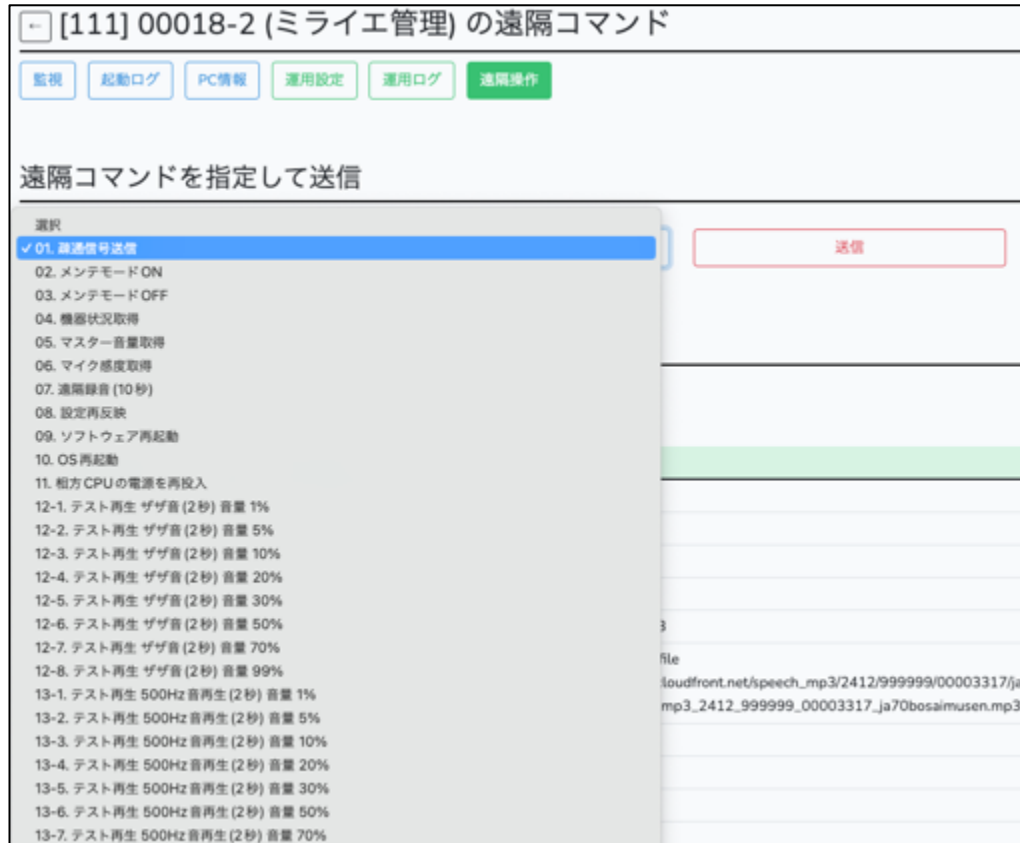 ← [111] 00018-2 (ミライエ管理) の遠隔コマンド
監視 起動ログ PC情報 運用設定 運用ログ 遠隔操作
遠隔コマンドを指定して送信
選択
✓ 01. 疎通信号送信
送信
02. メンテモードON
03. メンテモードOFF
04. 機器状況取得
05. マスター音量取得
06. マイク感度取得
07. 遠隔録音(10秒)
08. 設定再反映
09. ソフトウェア再起動
10. OS再起動
11. 相方CPUの電源を再投入
12-1. テスト再生 ザザ音(2秒) 音量 1%
12-2. テスト再生 ザザ音(2秒) 音量 5%
12-3. テスト再生 ザザ音(2秒) 音量 10%
12-4. テスト再生 ザザ音(2秒) 音量 20%
12-5. テスト再生 ザザ音(2秒) 音量 30%
12-6. テスト再生 ザザ音(2秒) 音量 50%
12-7. テスト再生 ザザ音(2秒) 音量 70%
12-8. テスト再生 ザザ音(2秒) 音量 99%
13-1. テスト再生 500Hz音再生(2秒) 音量 1%
13-2. テスト再生 500Hz音再生(2秒) 音量 5%
13-3. テスト再生 500Hz音再生(2秒) 音量 10%
13-4. テスト再生 500Hz音再生(2秒) 音量 20%
13-5. テスト再生 500Hz音再生(2秒) 音量 30%
13-6. テスト再生 500Hz音再生(2秒) 音量 50%
13-7. テスト再生 500Hz音再生(2秒) 音量 70%
file
loudfront.net/speech_mp3/2412/999999/00003317/ja
mp3_2412_999999_00003317_ja70bosaimusen.mp3